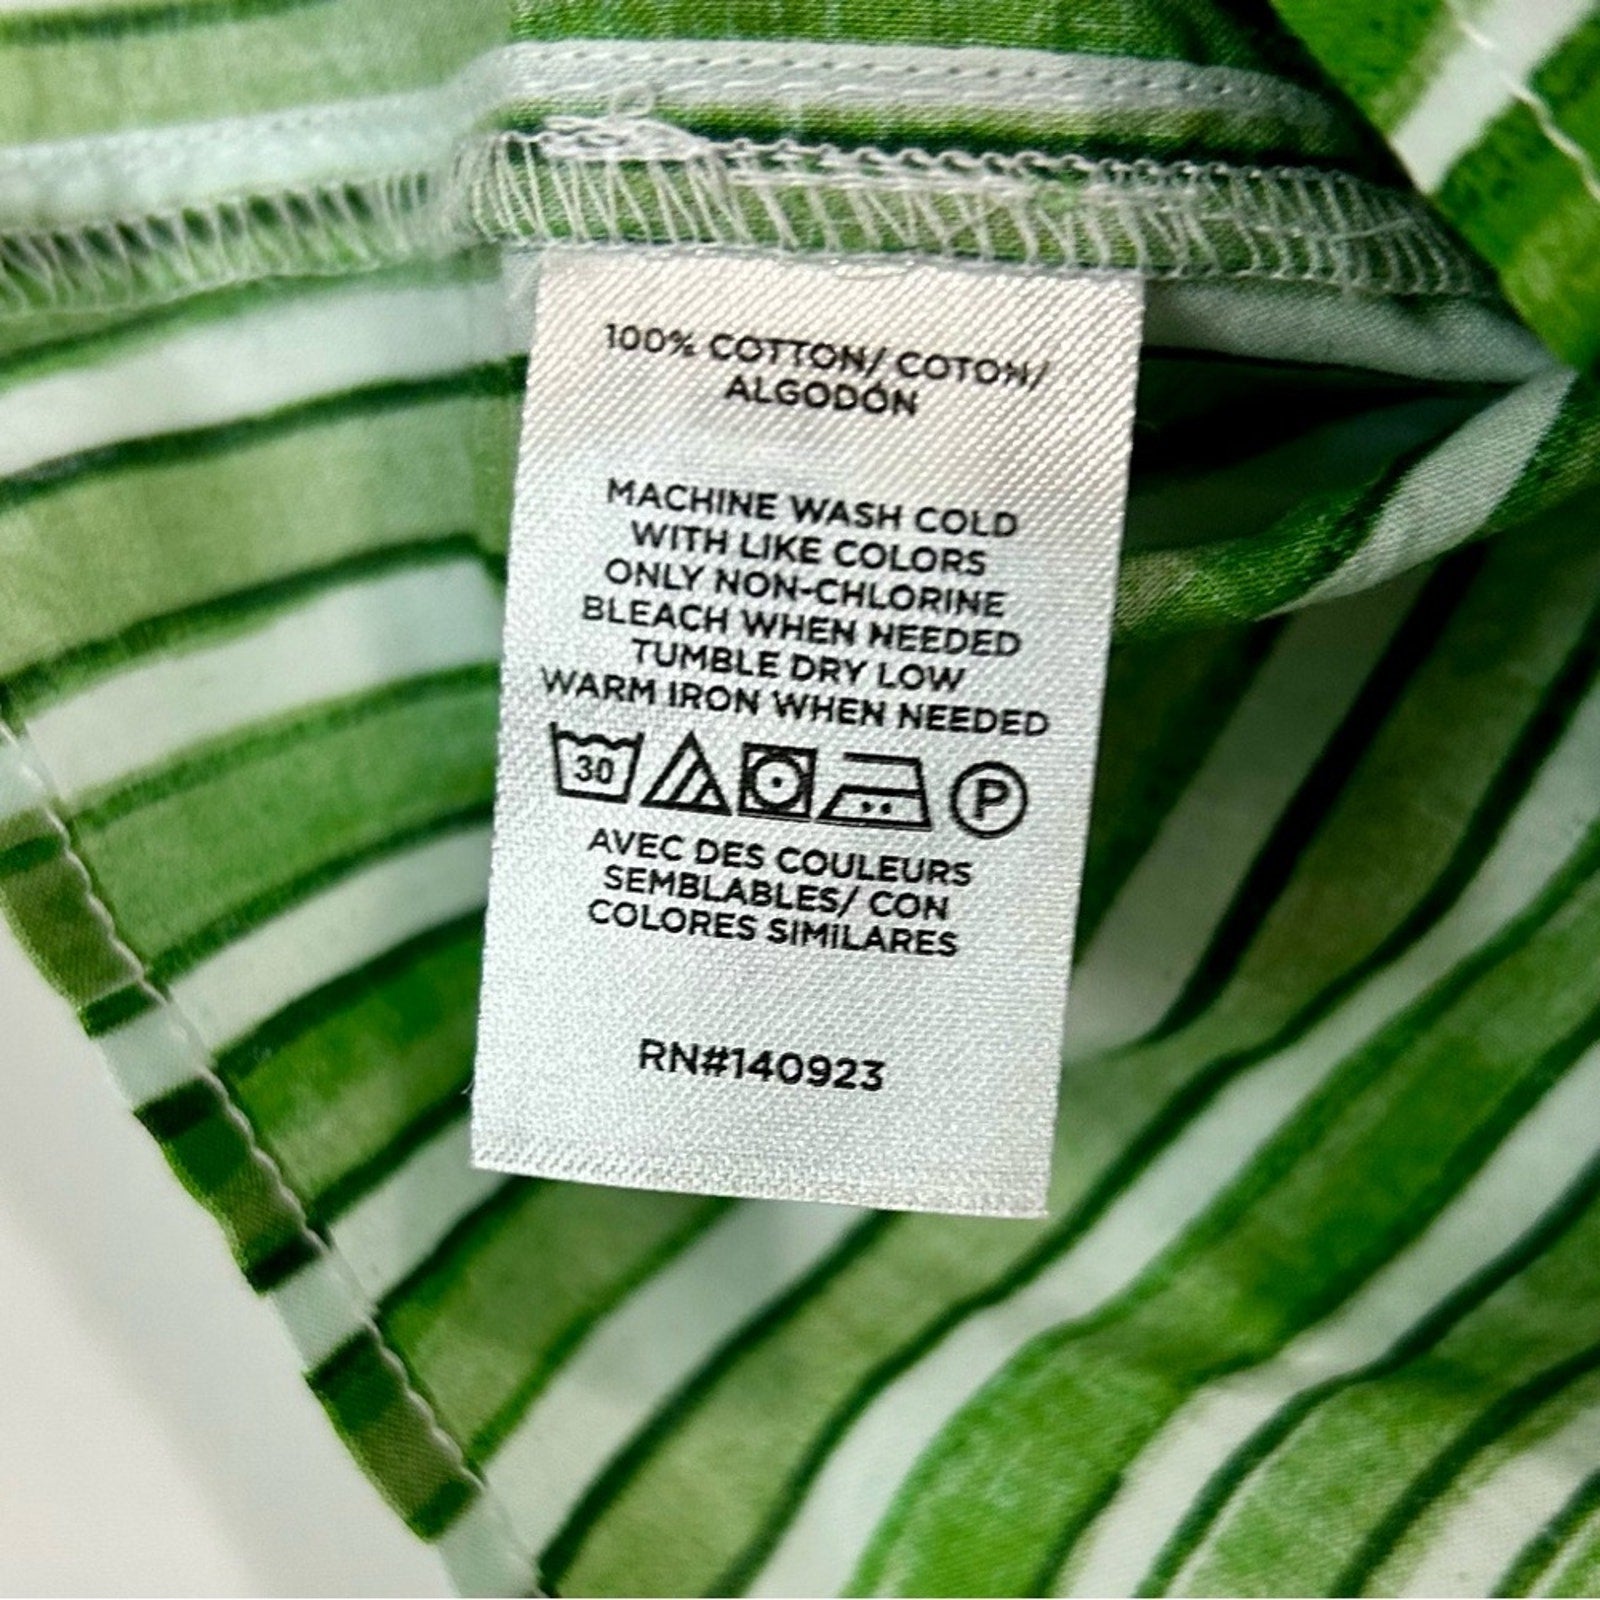 100% COTTON/ COTON/
ALGODÓN
MACHINE WASH COLD
WITH LIKE COLORS
ONLY NON-CHLORINE
BLEACH WHEN NEEDED
TUMBLE DRY LOW
WARM IRON WHEN NEEDED
30 P
AVEC DES COULEURS
SEMBLABLES/ CON
COLORES SIMILARES
RN#140923